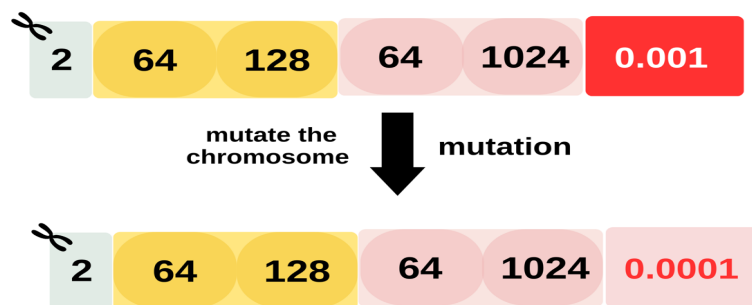 2 64 128 64 1024 0.001
mutate the
chromosome
mutation
2 64 128 64 1024 0.0001